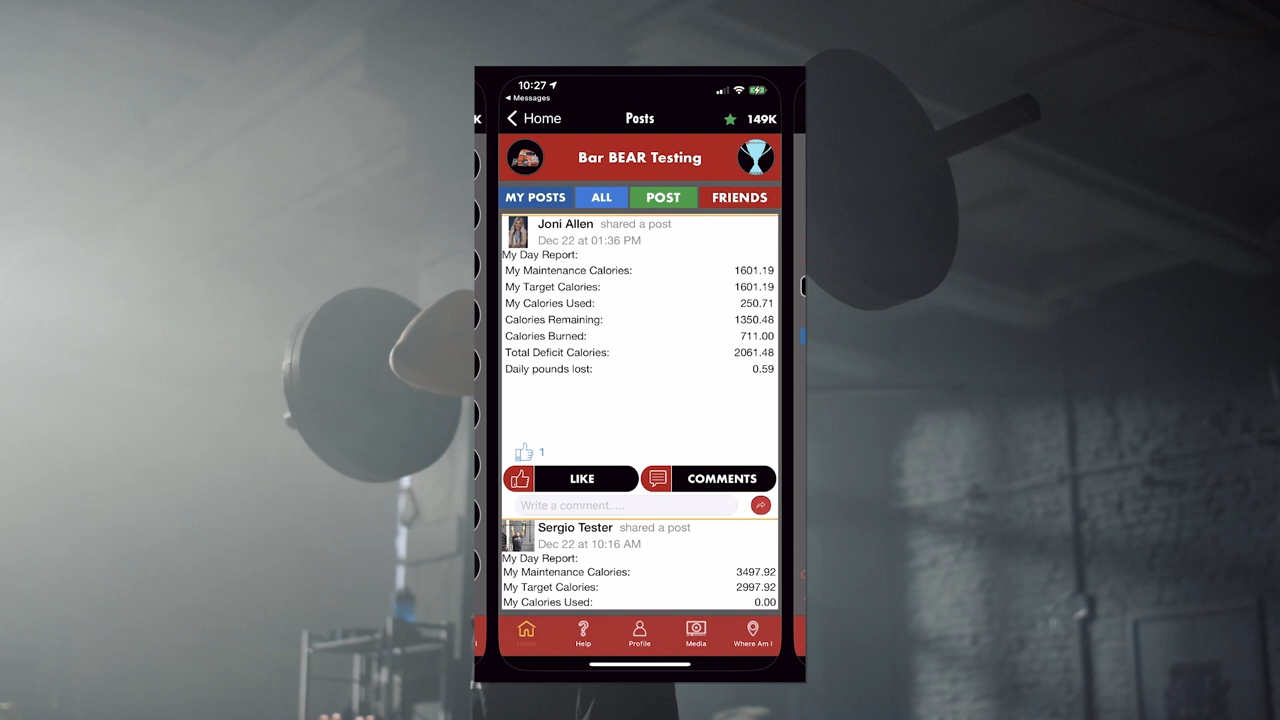 10:27
Messages
Home
Posts
149K
K
Bar BEAR Testing
MY POSTS
ALL
POST
FRIENDS
Joni Allen shared a post
Dec 22 at 01:36 PM
My Day Report:
My Maintenance Calories: 1601.19
My Target Calories: 1601.19
My Calories Used: 250.71
Calories Remaining: 1350.48
Calories Burned: 711.00
Total Deficit Calories: 2061.48
Daily pounds lost: 0.59
1
LIKE
COMMENTS
Write a comment.....
Sergio Tester shared a post
Dec 22 at 10:16 AM
My Day Report:
My Maintenance Calories: 3497.92
My Target Calories: 2997.92
My Calories Used: 0.00
Home
Help
Profile
Media
Where Am I